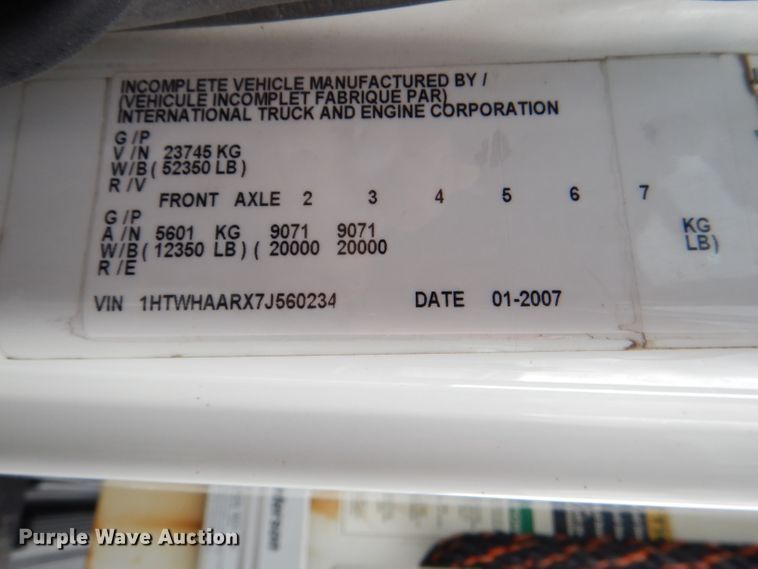 INCOMPLETE VEHICLE MANUFACTURED BY /
(VEHICULE INCOMPLET FABRIQUE PAR)
INTERNATIONAL TRUCK AND ENGINE CORPORATION
G /P
V /N 23745 KG
W/B ( 52350 LB )
R /V
FRONT AXLE 2 3 4 5 6 7
G /P
A /N 5601 KG 9071 9071 KG
W/B ( 12350 LB ) ( 20000 20000 LB)
R /E
VIN 1HTWHAARX7J560234 DATE 01-2007
Purple Wave Auction